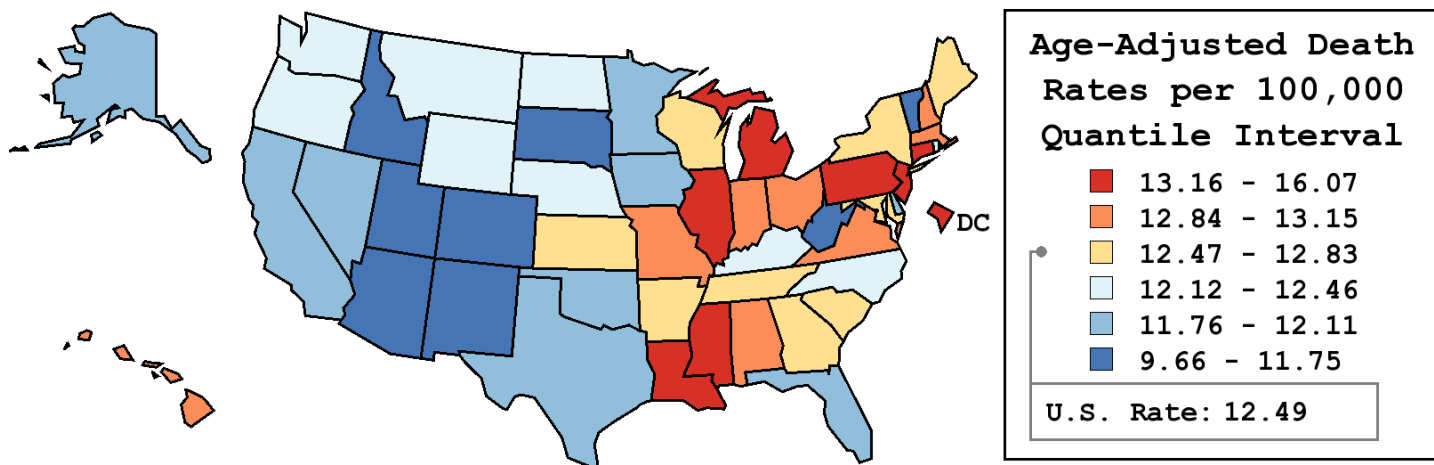 Age-Adjusted Death
Rates per 100,000
Quantile Interval
13.16 - 16.07
12.84 - 13.15
DC
12.47 - 12.83
12.12 - 12.46
11.76 - 12.11
9.66 - 11.75
U.S. Rate: 12.49